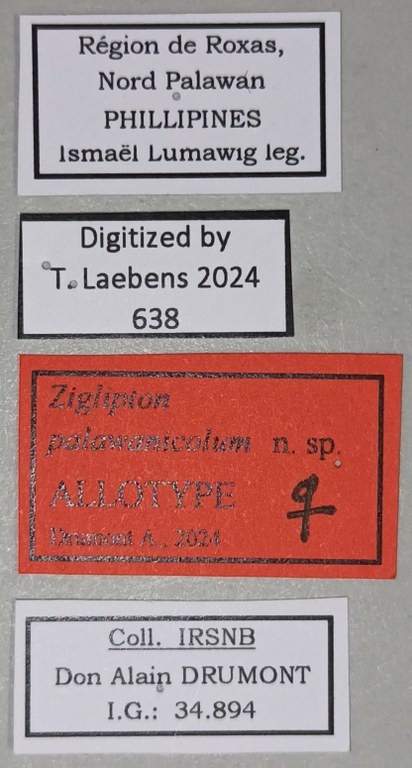 Région de Roxas,
Nord Palawan
PHILLIPINES
Ismaël Lumawig leg.
Digitized by
T. Laebens 2024
638
Ziglipton
palawanicolum n. sp.
ALLOTYPE ♀
Drumont A., 2024
Coll. IRSNB
Don Alain DRUMONT
I.G.: 34.894